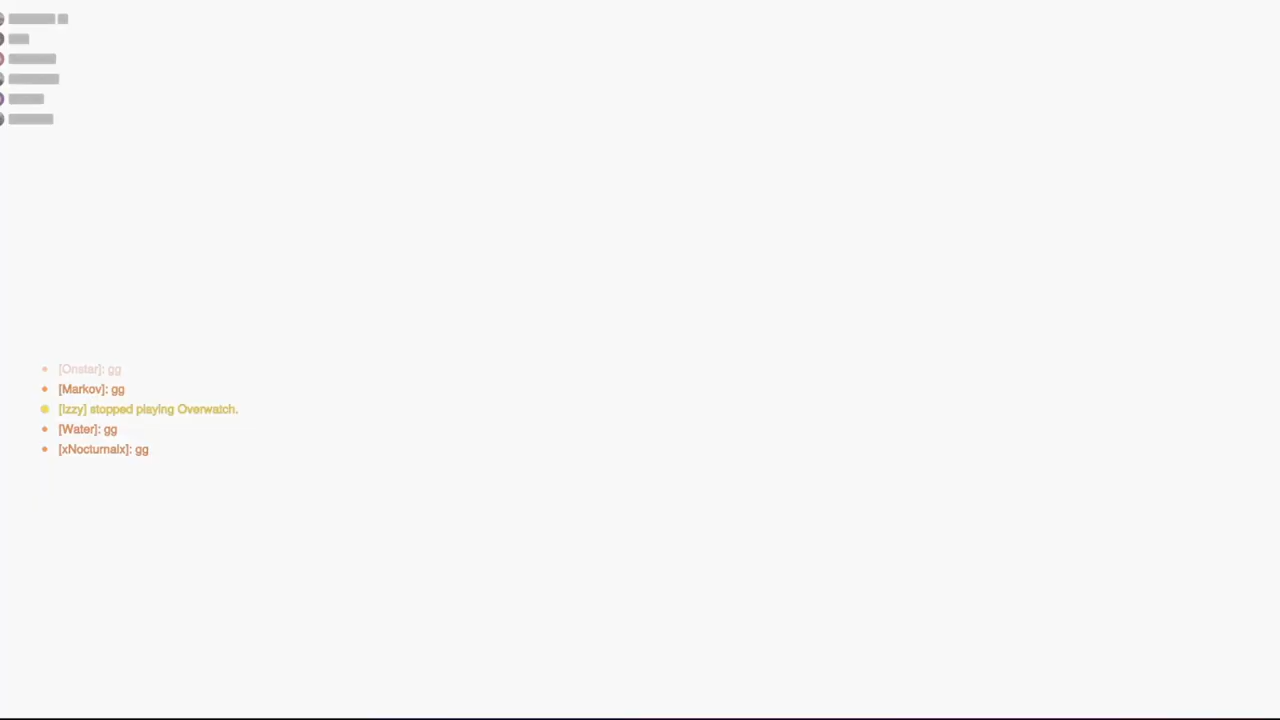 [Onstar]: gg
[Markov]: gg
[Izzy] stopped playing Overwatch.
[Water]: gg
[xNocturnalx]: gg